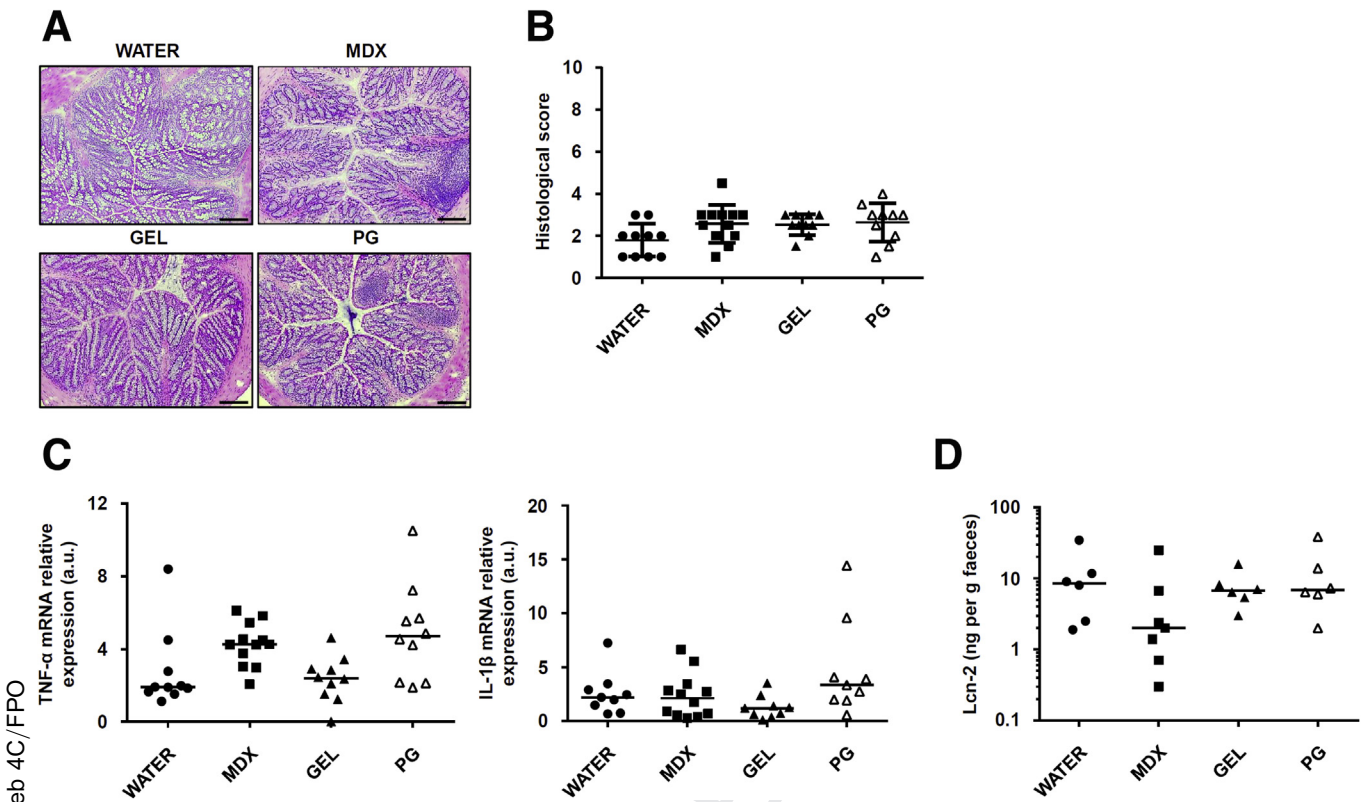 A
WATER
MDX
GEL
PG
B
Histological score
10
8
6
4
2
0
WATER
MDX
GEL
PG
C
TNF-α mRNA relative
expression (a.u.)
12
8
4
0
WATER
MDX
GEL
PG
IL-1β mRNA relative
expression (a.u.)
20
15
10
5
0
WATER
MDX
GEL
PG
D
Lcn-2 (ng per g faeces)
100
10
1
0.1
WATER
MDX
GEL
PG
eb 4C/FPO